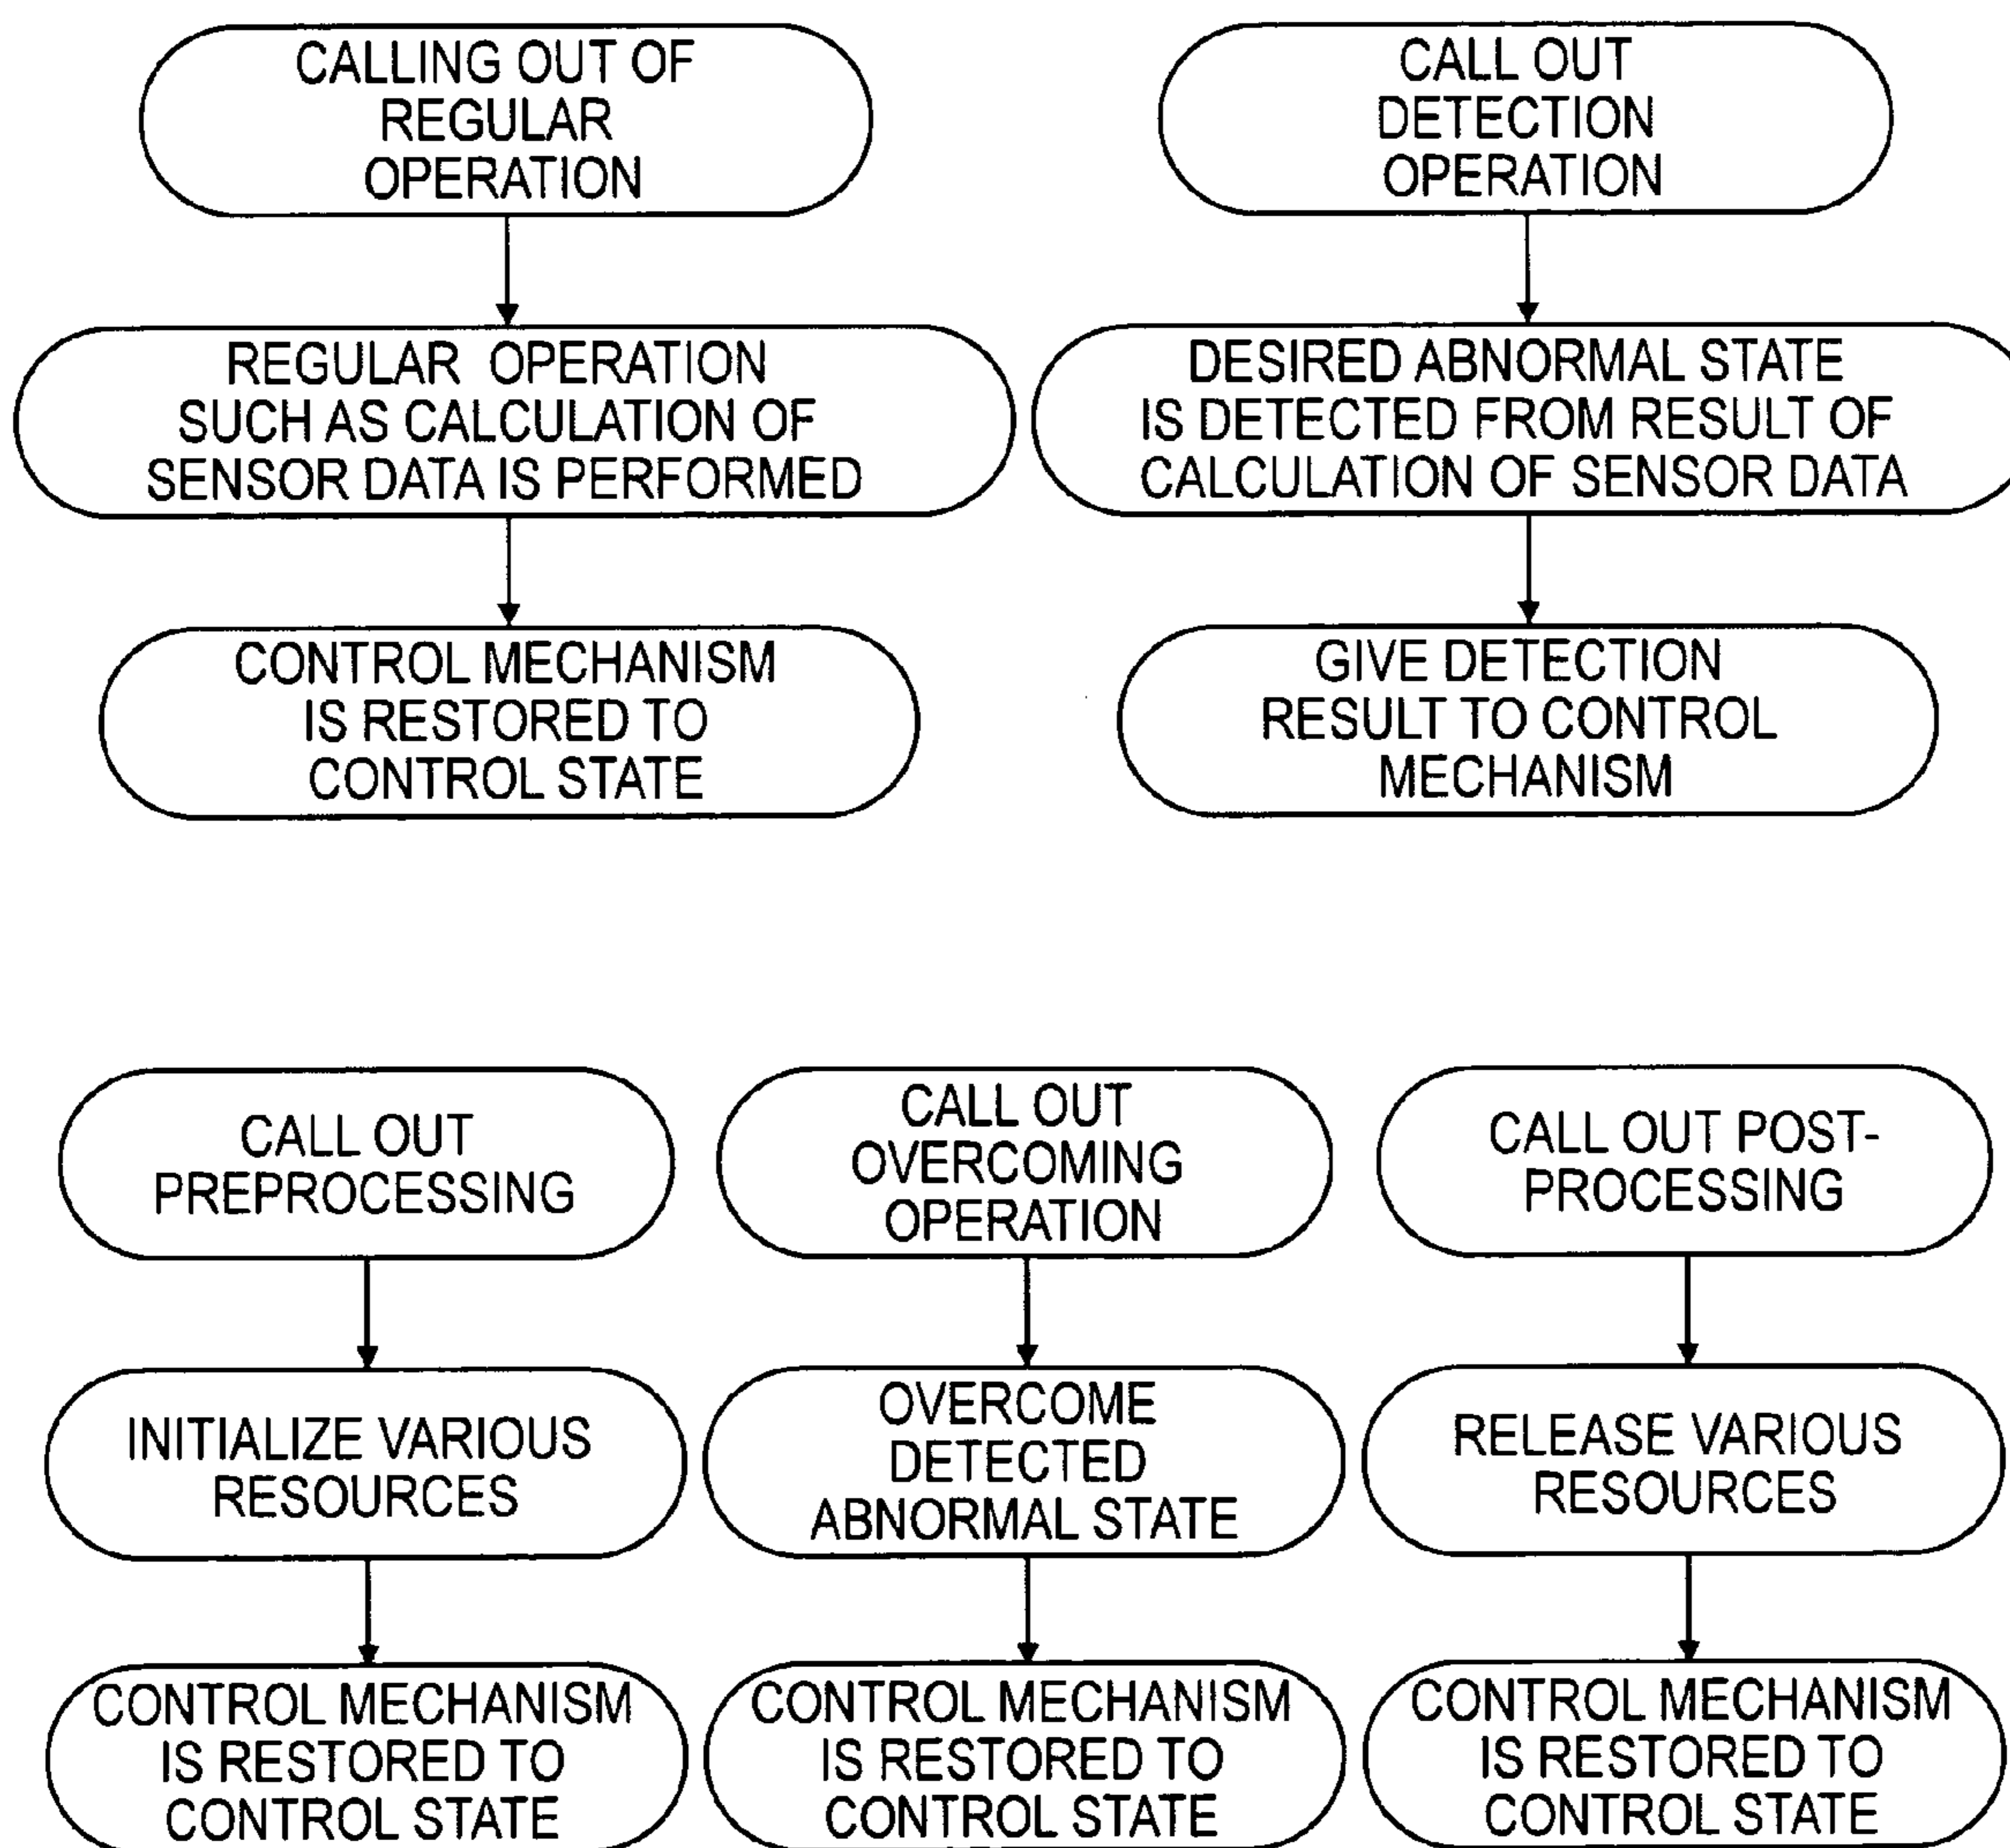 CALLING OUT OF
REGULAR
OPERATION
REGULAR OPERATION
SUCH AS CALCULATION OF
SENSOR DATA IS PERFORMED
CONTROL MECHANISM
IS RESTORED TO
CONTROL STATE
CALL OUT
DETECTION
OPERATION
DESIRED ABNORMAL STATE
IS DETECTED FROM RESULT OF
CALCULATION OF SENSOR DATA
GIVE DETECTION
RESULT TO CONTROL
MECHANISM
CALL OUT
PREPROCESSING
INITIALIZE VARIOUS
RESOURCES
CONTROL MECHANISM
IS RESTORED TO
CONTROL STATE
CALL OUT
OVERCOMING
OPERATION
OVERCOME
DETECTED
ABNORMAL STATE
CONTROL MECHANISM
IS RESTORED TO
CONTROL STATE
CALL OUT POST-
PROCESSING
RELEASE VARIOUS
RESOURCES
CONTROL MECHANISM
IS RESTORED TO
CONTROL STATE